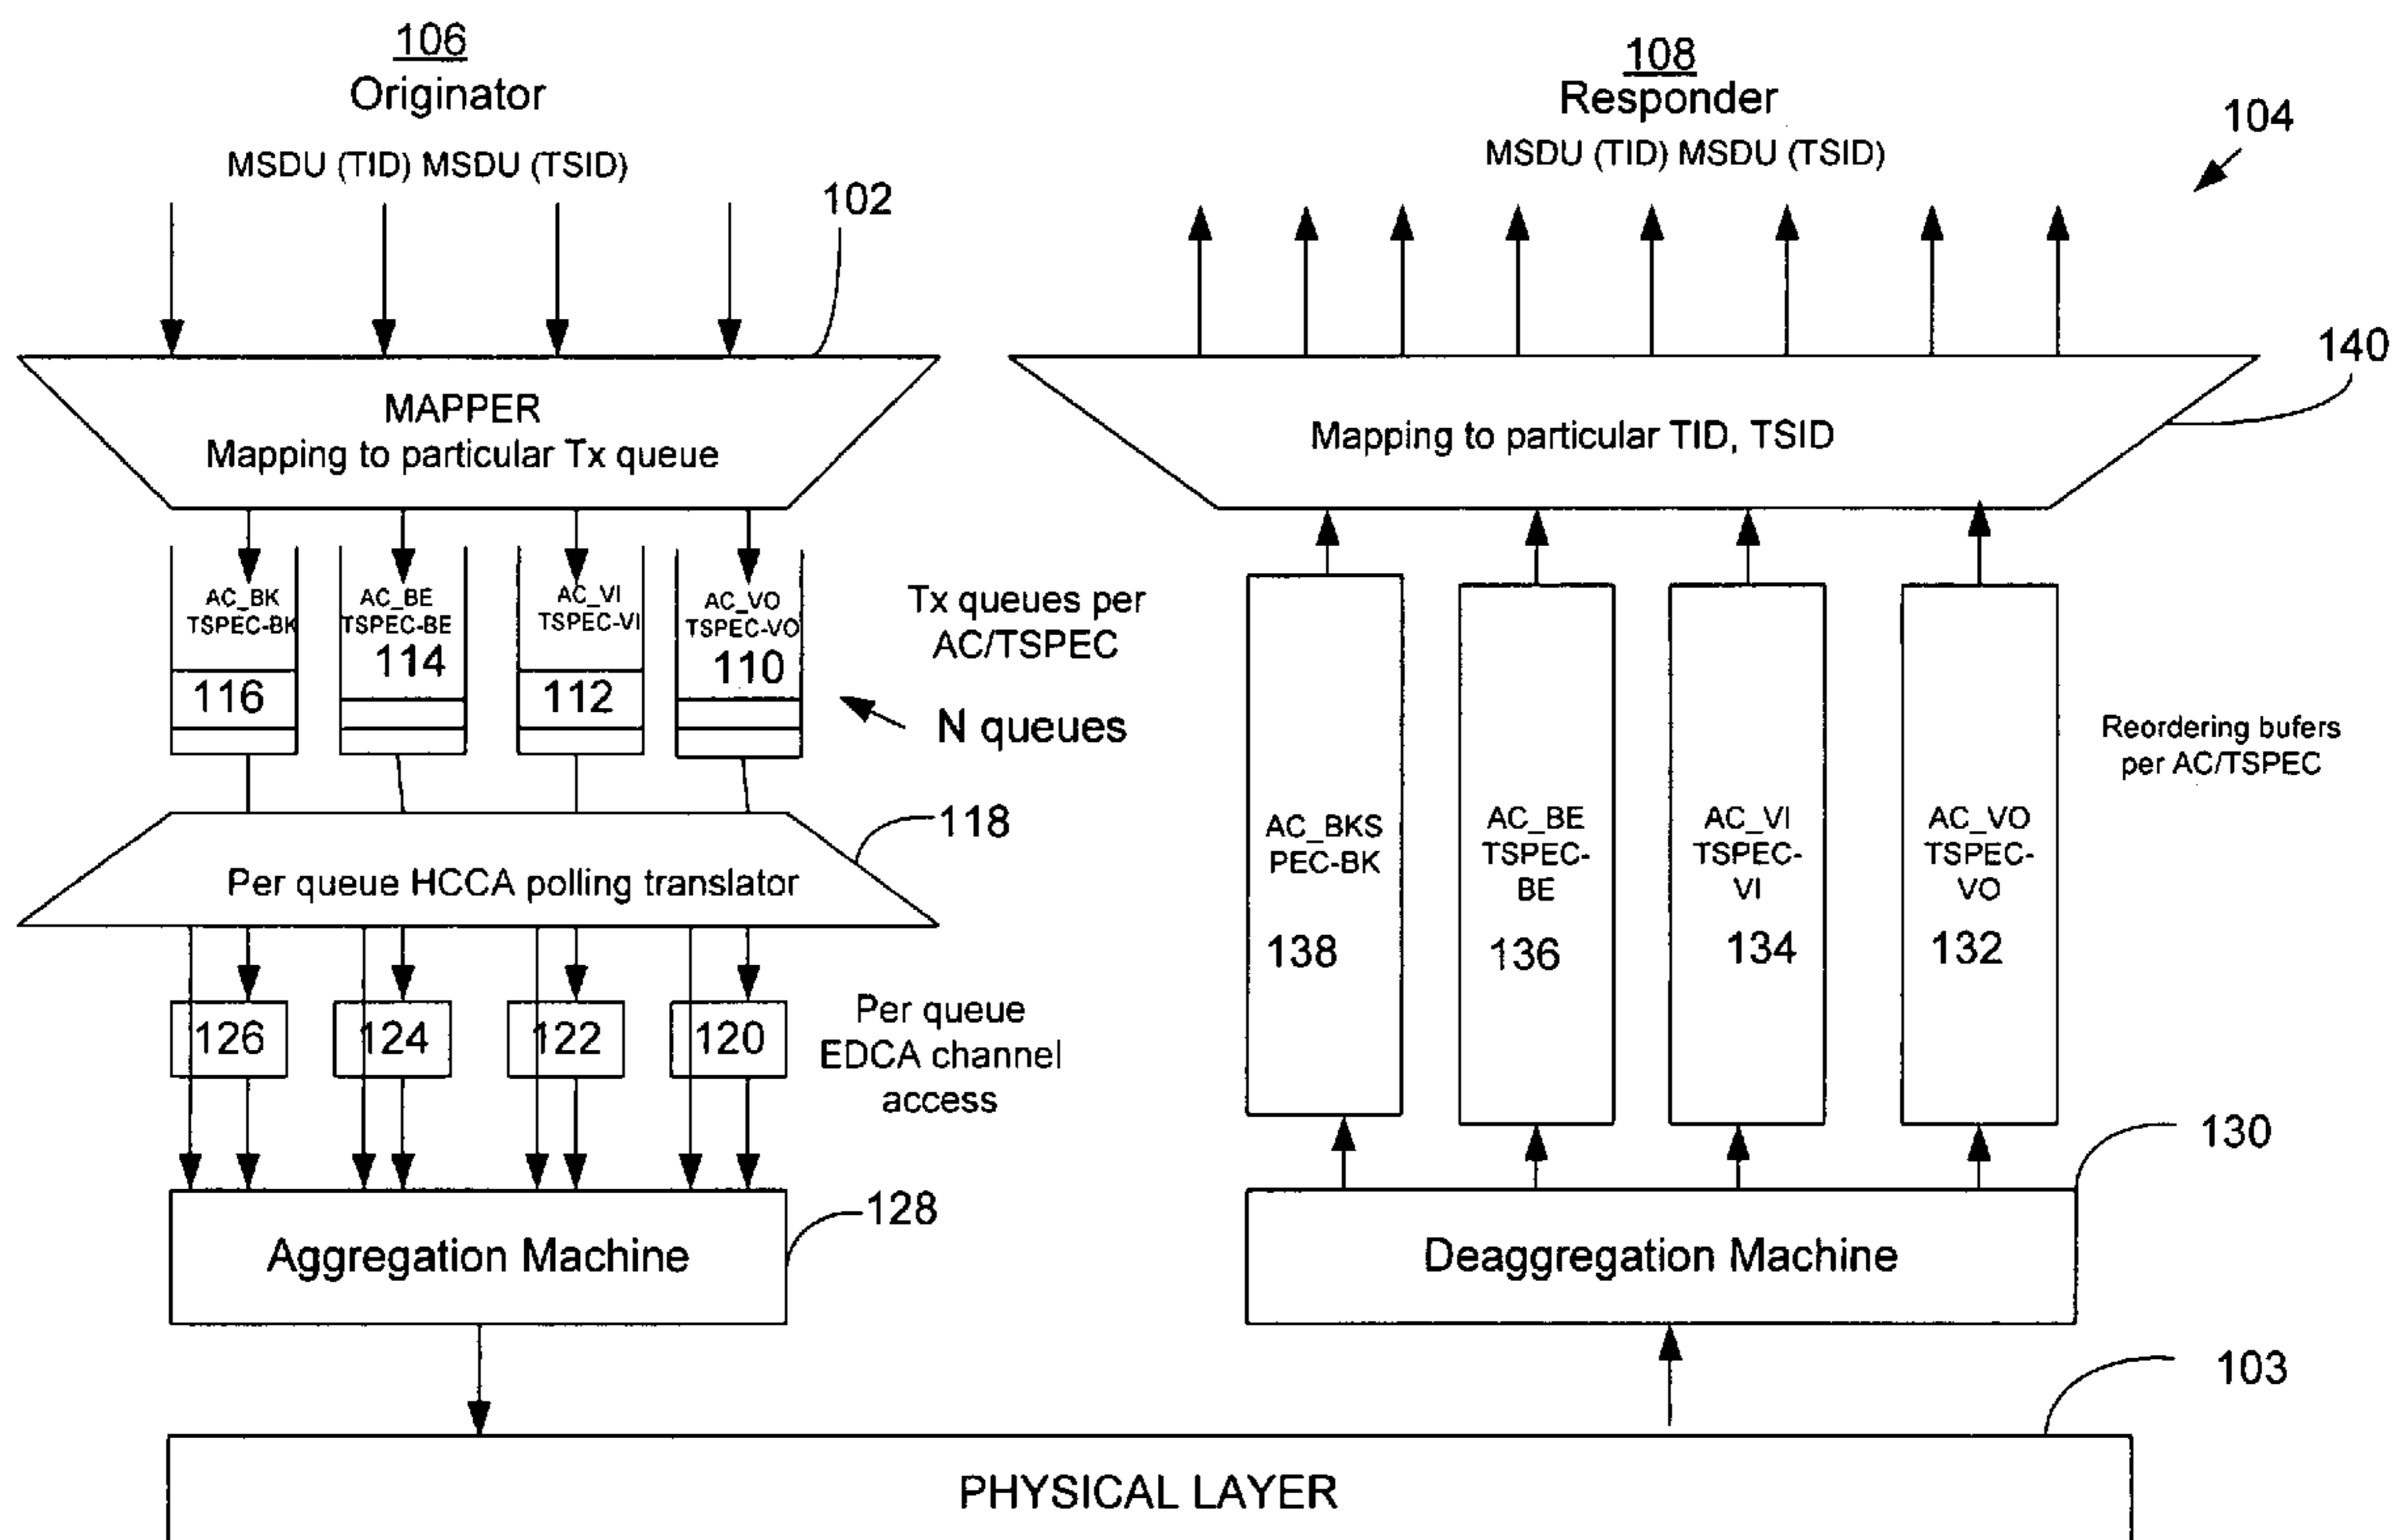 106
Originator
MSDU (TID) MSDU (TSID)
102
MAPPER
Mapping to particular Tx queue
AC_BK
TSPEC-BK
116
AC_BE
TSPEC-BE
114
AC_VI
TSPEC-VI
112
AC_VO
TSPEC-VO
110
Tx queues per
AC/TSPEC
N queues
118
Per queue HCCA polling translator
126
124
122
120
Per queue
EDCA channel
access
Aggregation Machine
128
108
Responder
MSDU (TID) MSDU (TSID)
104
140
Mapping to particular TID, TSID
AC_BKS
PEC-BK
138
AC_BE
TSPEC-
BE
136
AC_VI
TSPEC-
VI
134
AC_VO
TSPEC-
VO
132
Reordering bufers
per AC/TSPEC
130
Deaggregation Machine
103
PHYSICAL LAYER